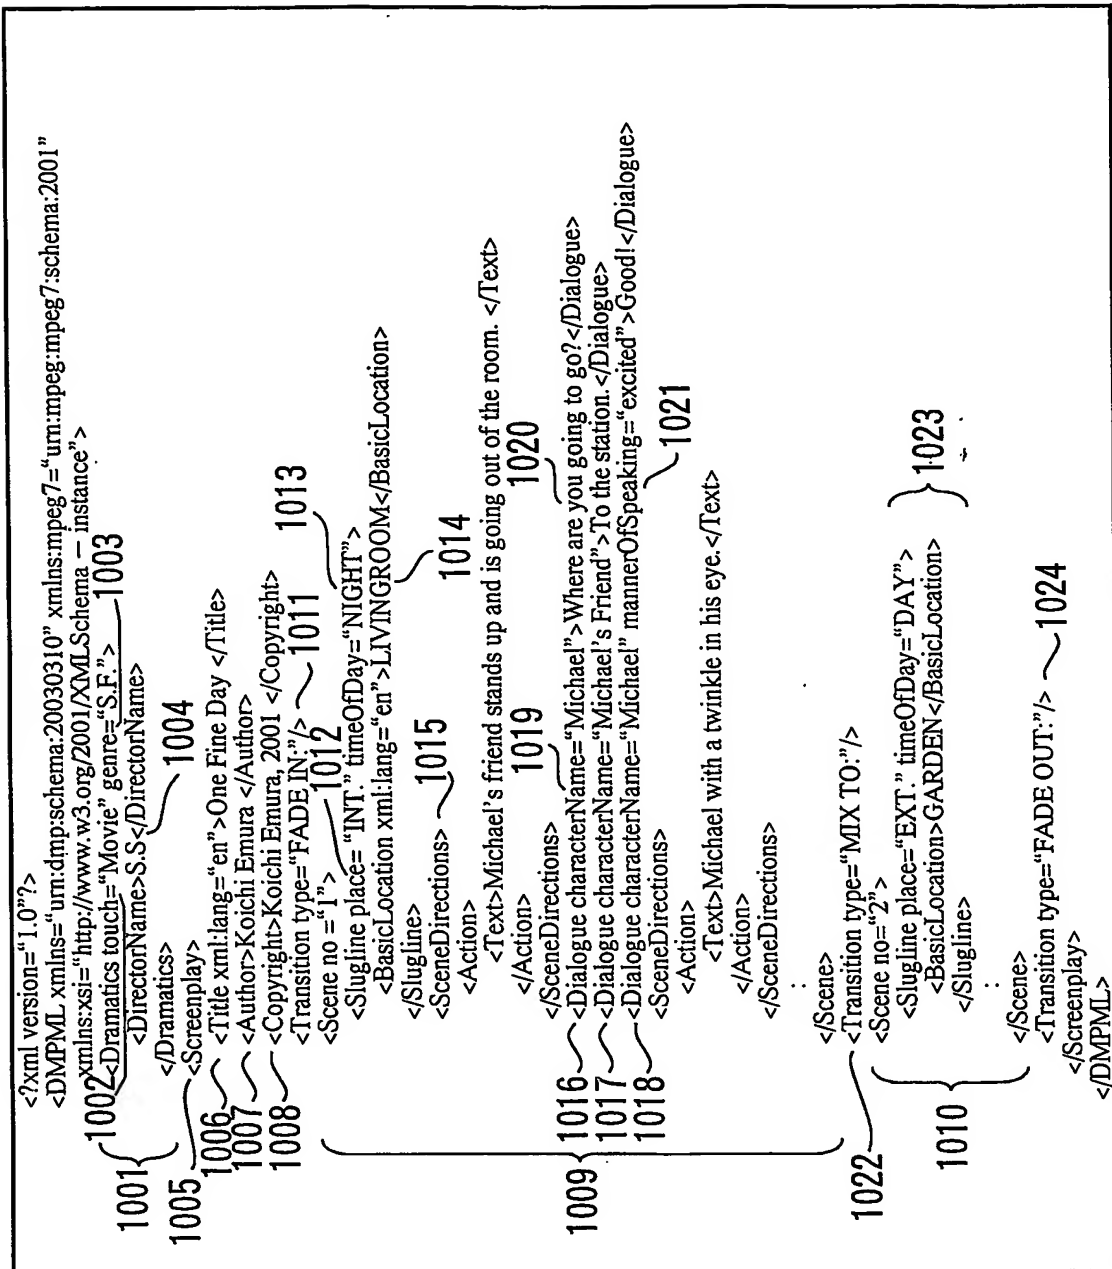 <?xml version=“1.0”?>
<DMPML xmlns=“urn:dmp:schema:20030310” xmlns:mpeg7=“urn:mpeg:mpeg7:schema:2001”
xmlns:xsi=“http://www.w3.org/2001/XMLSchema – instance”>
1002 <Dramatics touch=“Movie” genre=“S.F.”> 1003
1001 <DirectorName>S.S</DirectorName>
1004
</Dramatics>
1005 <Screenplay>
1006 <Title xml:lang=“en”>One Fine Day </Title>
1007 <Author>Koichi Emura </Author>
1008 <Copyright>Koichi Emura, 2001 </Copyright>
<Transition type=“FADE IN:”/> 1011
<Scene no =“1”> 1012 1013
<Slugline place= “INT.” timeOfDay=“NIGHT”>
<BasicLocation xml:lang=“en”>LIVINGROOM</BasicLocation>
</Slugline> 1014
<SceneDirections> 1015
<Action>
<Text>Michael's friend stands up and is going out of the room. </Text>
</Action>
</SceneDirections> 1019 1020
1009
1016 <Dialogue characterName=“Michael”>Where are you going to go?</Dialogue>
1017 <Dialogue characterName=“Michael's Friend”>To the station.</Dialogue>
1018 <Dialogue characterName=“Michael” mannerOfSpeaking=“excited”>Good!</Dialogue>
<SceneDirections> 1021
<Action>
<Text>Michael with a twinkle in his eye.</Text>
</Action>
</SceneDirections>
:
</Scene>
1022 <Transition type=“MIX TO:”/>
<Scene no=“2”>
<Slugline place=“EXT.” timeOfDay=“DAY”>
<BasicLocation>GARDEN</BasicLocation> 1023
</Slugline>
1010
:
</Scene>
<Transition type=“FADE OUT:”/> 1024
</Screenplay>
</DMPML>